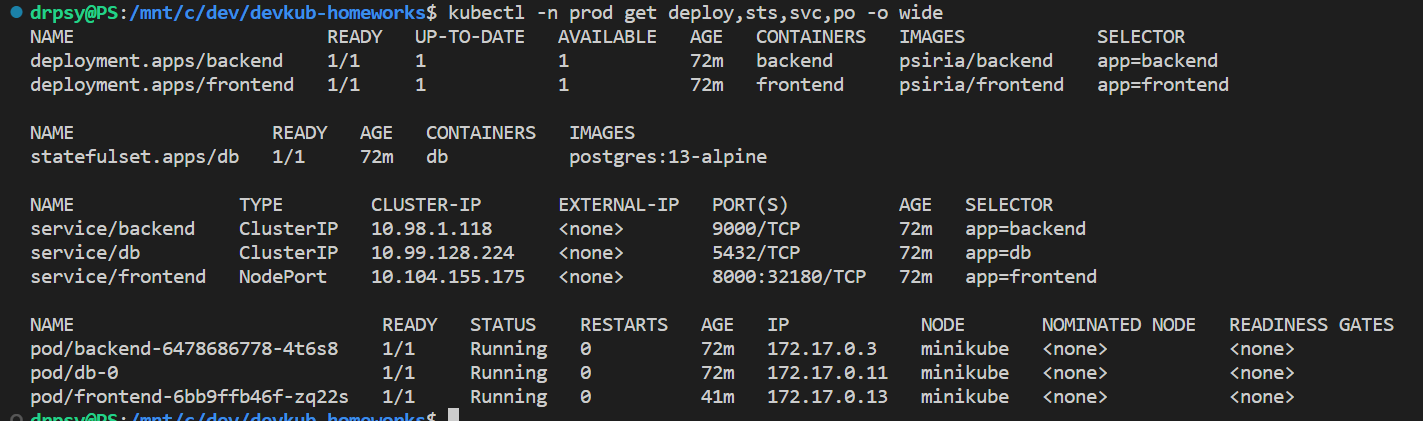 drpsy@PS:/mnt/c/dev/devkub-homeworks$ kubectl -n prod get deploy,sts,svc,po -o wide
NAME                       READY   UP-TO-DATE   AVAILABLE   AGE   CONTAINERS   IMAGES            SELECTOR
deployment.apps/backend    1/1     1            1           72m   backend      psiria/backend    app=backend
deployment.apps/frontend   1/1     1            1           72m   frontend     psiria/frontend   app=frontend
NAME                  READY   AGE   CONTAINERS   IMAGES
statefulset.apps/db   1/1     72m   db           postgres:13-alpine
NAME               TYPE        CLUSTER-IP       EXTERNAL-IP   PORT(S)          AGE   SELECTOR
service/backend    ClusterIP   10.98.1.118      <none>        9000/TCP         72m   app=backend
service/db         ClusterIP   10.99.128.224    <none>        5432/TCP         72m   app=db
service/frontend   NodePort    10.104.155.175   <none>        8000:32180/TCP   72m   app=frontend
NAME                            READY   STATUS    RESTARTS   AGE   IP            NODE       NOMINATED NODE   READINESS GATES
pod/backend-6478686778-4t6s8    1/1     Running   0          72m   172.17.0.3    minikube   <none>           <none>
pod/db-0                        1/1     Running   0          72m   172.17.0.11   minikube   <none>           <none>
pod/frontend-6bb9ffb46f-zq22s   1/1     Running   0          41m   172.17.0.13   minikube   <none>           <none>
drpsy@PS:/mnt/c/dev/devkub-homeworks$